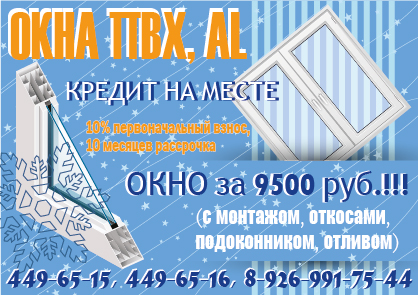 ОКНА ПВХ, AL
КРЕДИТ НА МЕСТЕ
10% первоначальный взнос,
10 месяцев рассрочка
ОКНО за 9500 руб.!!!
(с монтажом, откосами,
подоконником, отливом)
449-65-15, 449-65-16, 8-926-991-75-44